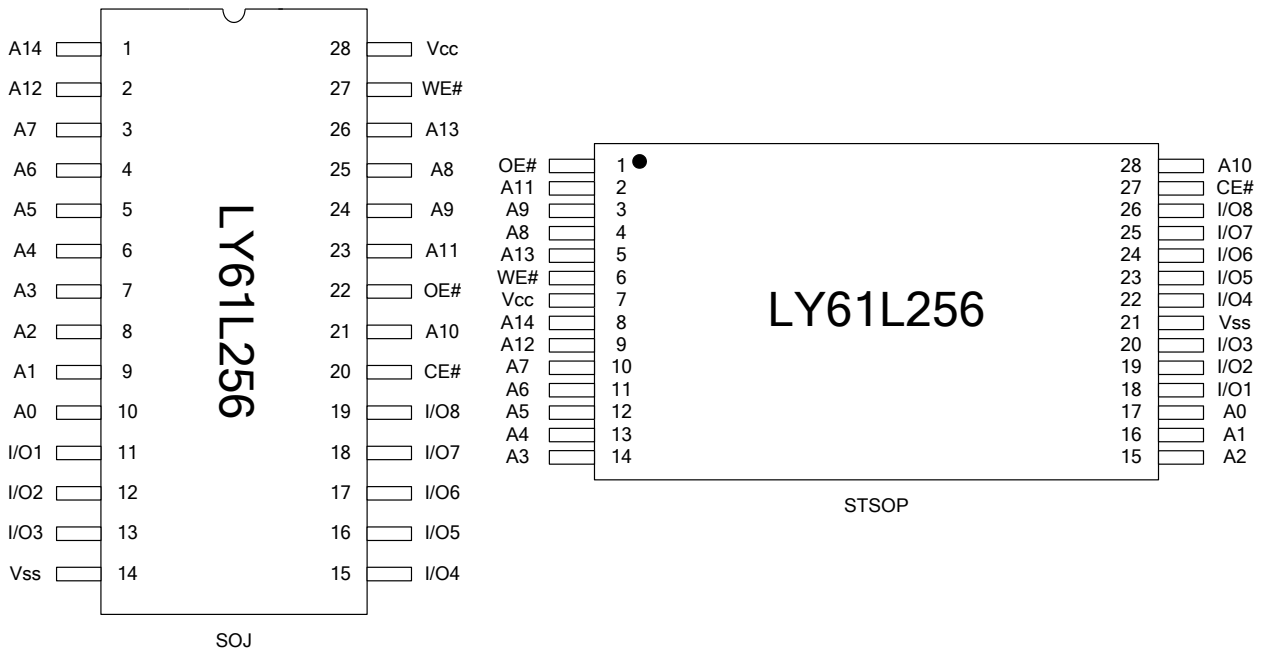 A14 1 28 Vcc
A12 2 27 WE#
A7 3 26 A13
A6 4 25 A8
A5 5 24 A9
A4 6 23 A11
A3 7 22 OE#
A2 8 21 A10
A1 9 20 CE#
A0 10 19 I/O8
I/O1 11 18 I/O7
I/O2 12 17 I/O6
I/O3 13 16 I/O5
Vss 14 15 I/O4
LY61L256
SOJ
OE# 1 28 A10
A11 2 27 CE#
A9 3 26 I/O8
A8 4 25 I/O7
A13 5 24 I/O6
WE# 6 23 I/O5
Vcc 7 22 I/O4
A14 8 21 Vss
A12 9 20 I/O3
A7 10 19 I/O2
A6 11 18 I/O1
A5 12 17 A0
A4 13 16 A1
A3 14 15 A2
LY61L256
STSOP